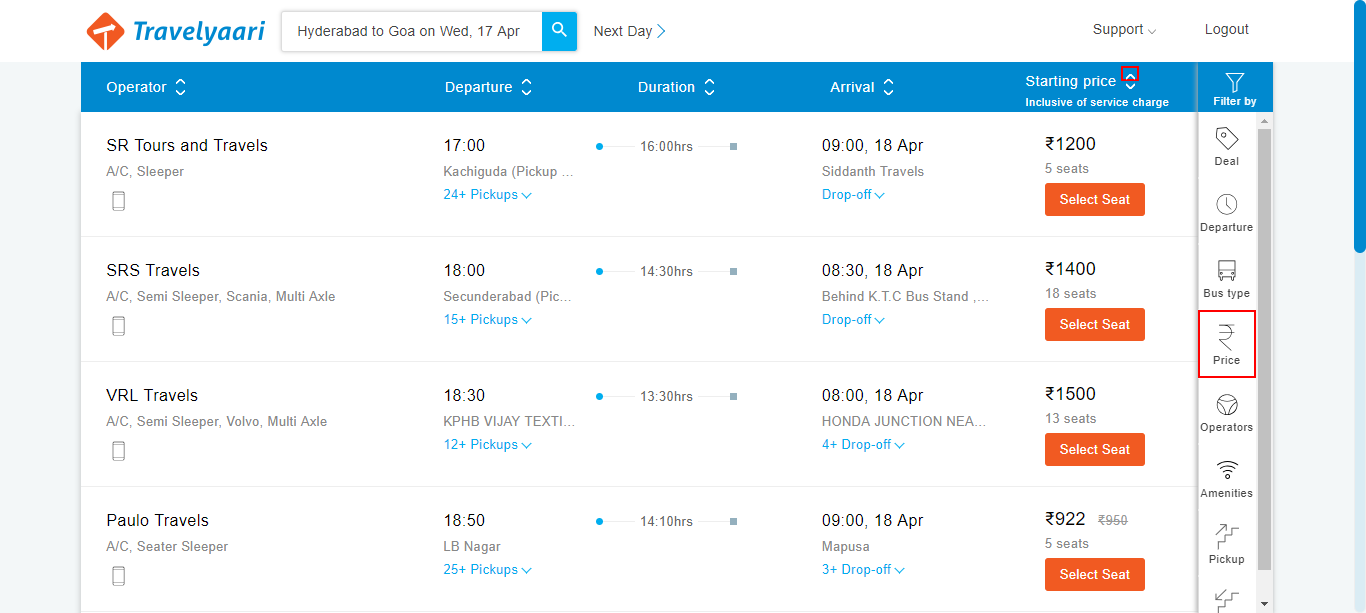 Travelyaari
Hyderabad to Goa on Wed, 17 Apr
Next Day
Support
Logout
Operator
Departure
Duration
Arrival
Starting price
Inclusive of service charge
Filter by
SR Tours and Travels
A/C, Sleeper
17:00
Kachiguda (Pickup ...
24+ Pickups
16:00hrs
09:00, 18 Apr
Siddanth Travels
Drop-off
₹1200
5 seats
Select Seat
SRS Travels
A/C, Semi Sleeper, Scania, Multi Axle
18:00
Secunderabad (Pic...
15+ Pickups
14:30hrs
08:30, 18 Apr
Behind K.T.C Bus Stand ,...
Drop-off
₹1400
18 seats
Select Seat
VRL Travels
A/C, Semi Sleeper, Volvo, Multi Axle
18:30
KPHB VIJAY TEXTI...
12+ Pickups
13:30hrs
08:00, 18 Apr
HONDA JUNCTION NEA...
4+ Drop-off
₹1500
13 seats
Select Seat
Paulo Travels
A/C, Seater Sleeper
18:50
LB Nagar
25+ Pickups
14:10hrs
09:00, 18 Apr
Mapusa
3+ Drop-off
₹922 ₹950
5 seats
Select Seat
Deal
Departure
Bus type
Price
Operators
Amenities
Pickup